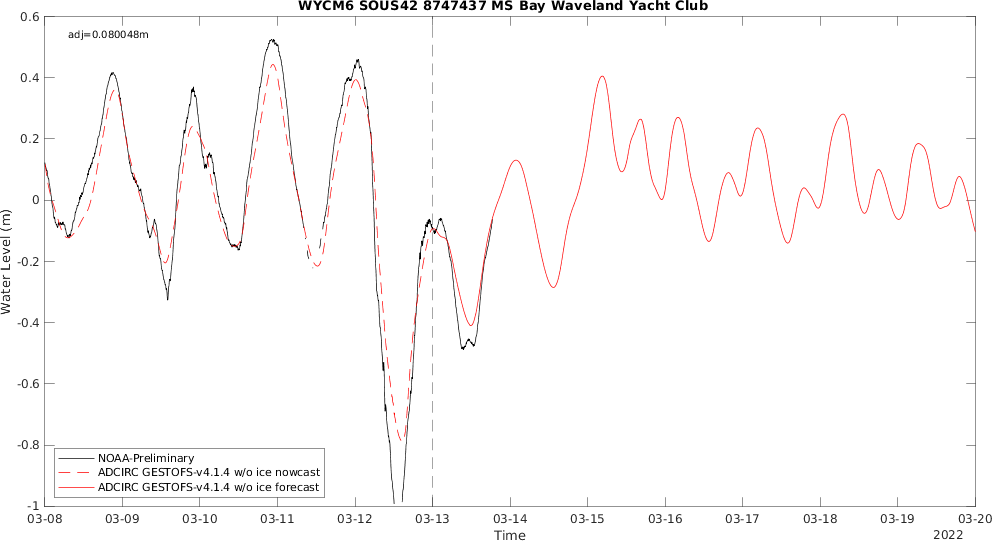 WYCM6 SOUS42 8747437 MS Bay Waveland Yacht Club
adj=0.080048m
0.6
0.4
0.2
0
-0.2
-0.4
-0.6
-0.8
-1
Water Level (m)
NOAA-Preliminary
ADCIRC GESTOFS-v4.1.4 w/o ice nowcast
ADCIRC GESTOFS-v4.1.4 w/o ice forecast
03-08 03-09 03-10 03-11 03-12 03-13 03-14 03-15 03-16 03-17 03-18 03-19 03-20
Time
2022